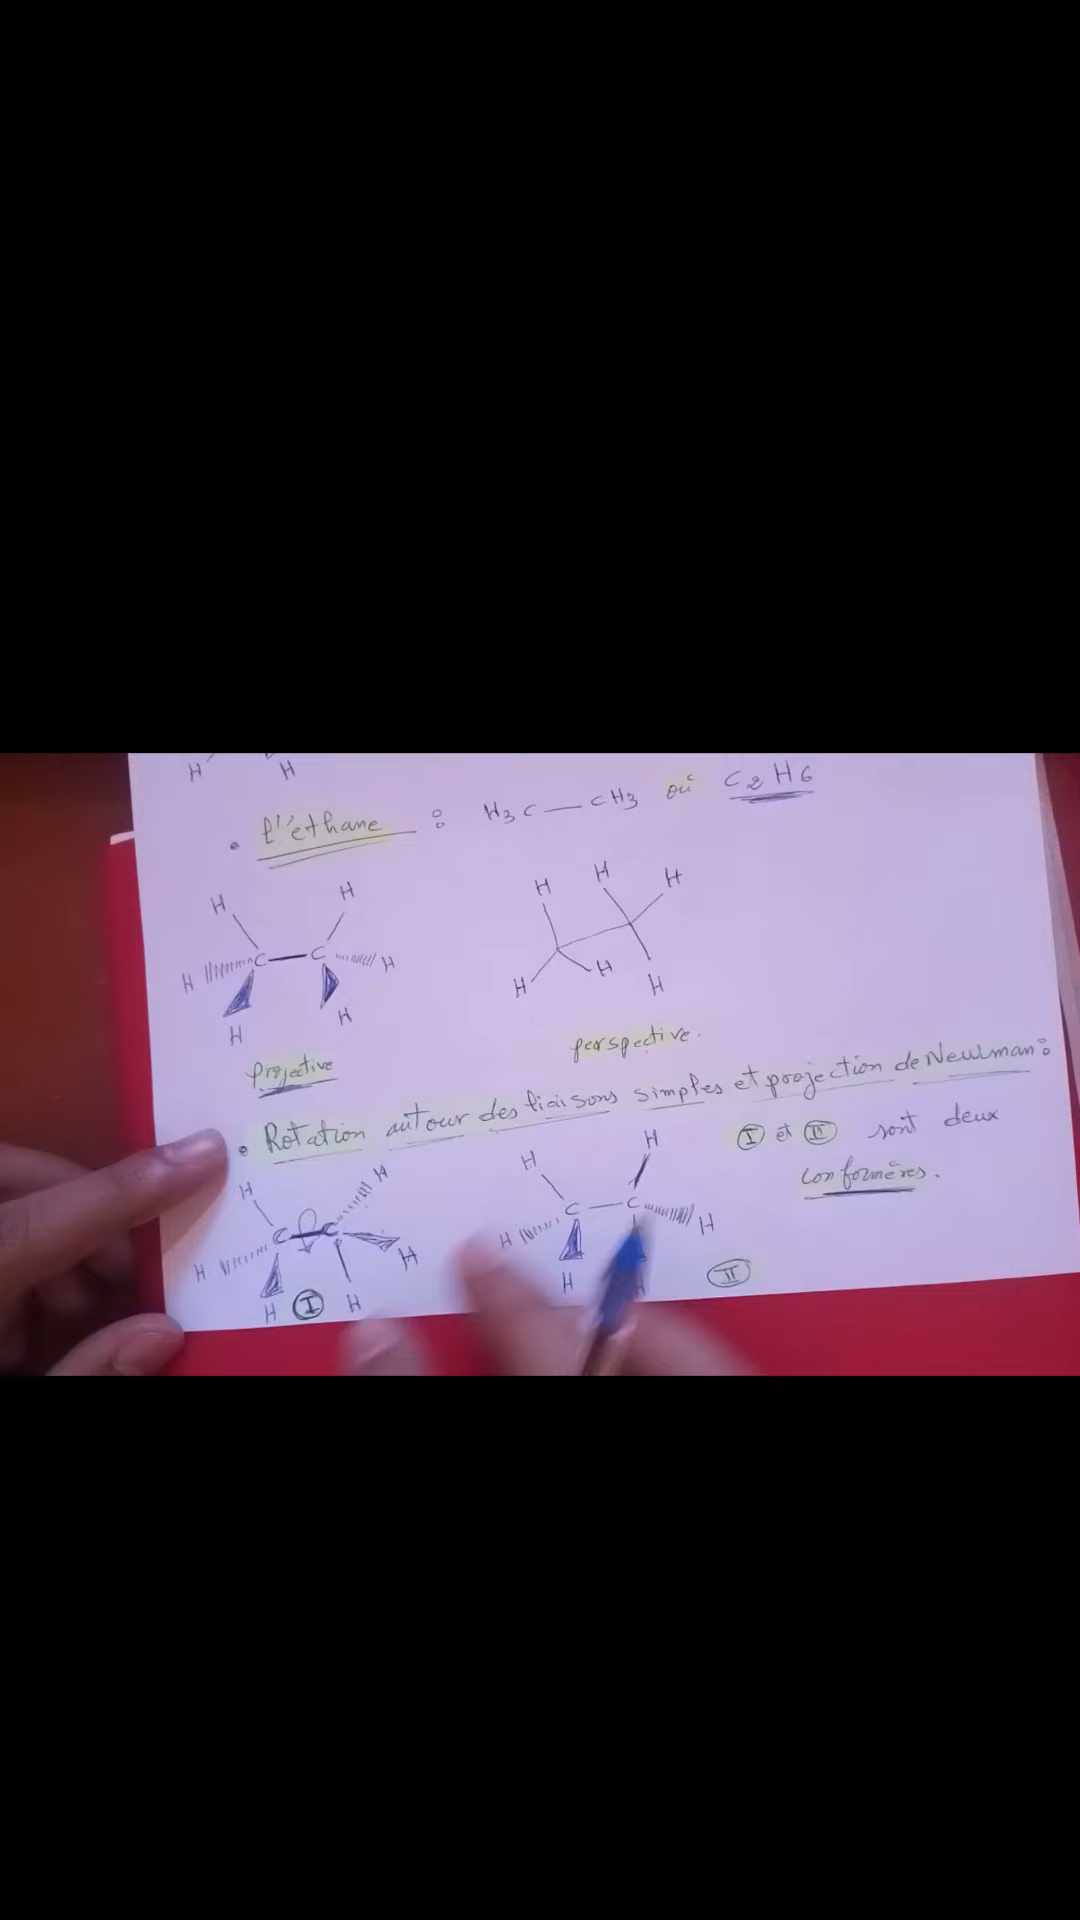 H H
• l'éthane : H3C — CH3 où C2H6
H H H H H
H C — C H
H H H H H
projective perspective.
• Rotation autour des liaisons simples et projection de Newman :
H H H H I et II sont deux
conformères.
C — C C — C
H H H H
H I H H H II